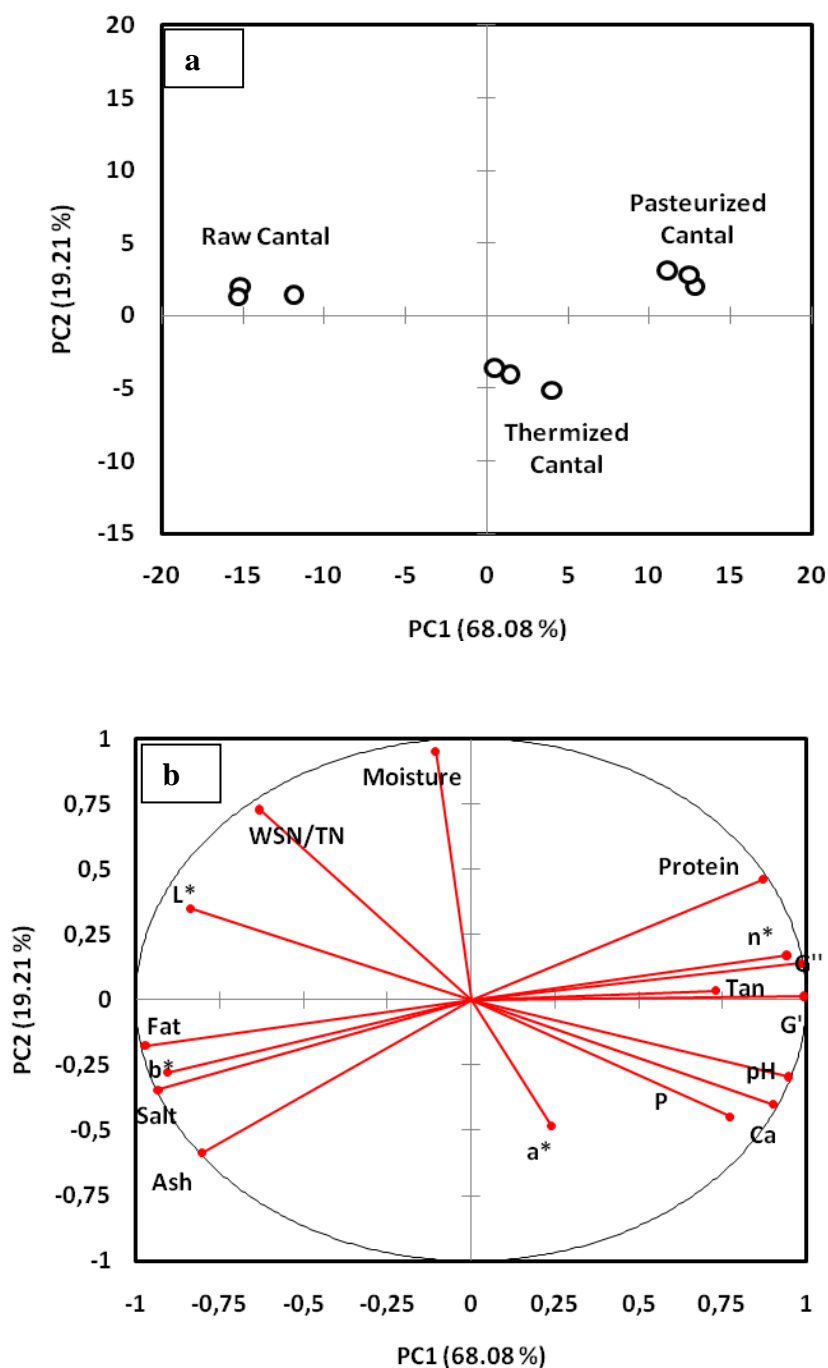 a
20
15
10
5
0
-5
-10
-15
PC2 (19.21 %)
Raw Cantal
Pasteurized
Cantal
Thermized
Cantal
-20 -15 -10 -5 0 5 10 15 20
PC1 (68.08 %)
b
1
0,75
0,5
0,25
0
-0,25
-0,5
-0,75
-1
PC2 (19.21 %)
Moisture
WSN/TN
L*
Protein
n*
G''
Tan
G'
Fat
b*
Salt
Ash
pH
P
Ca
a*
-1 -0,75 -0,5 -0,25 0 0,25 0,5 0,75 1
PC1 (68.08 %)